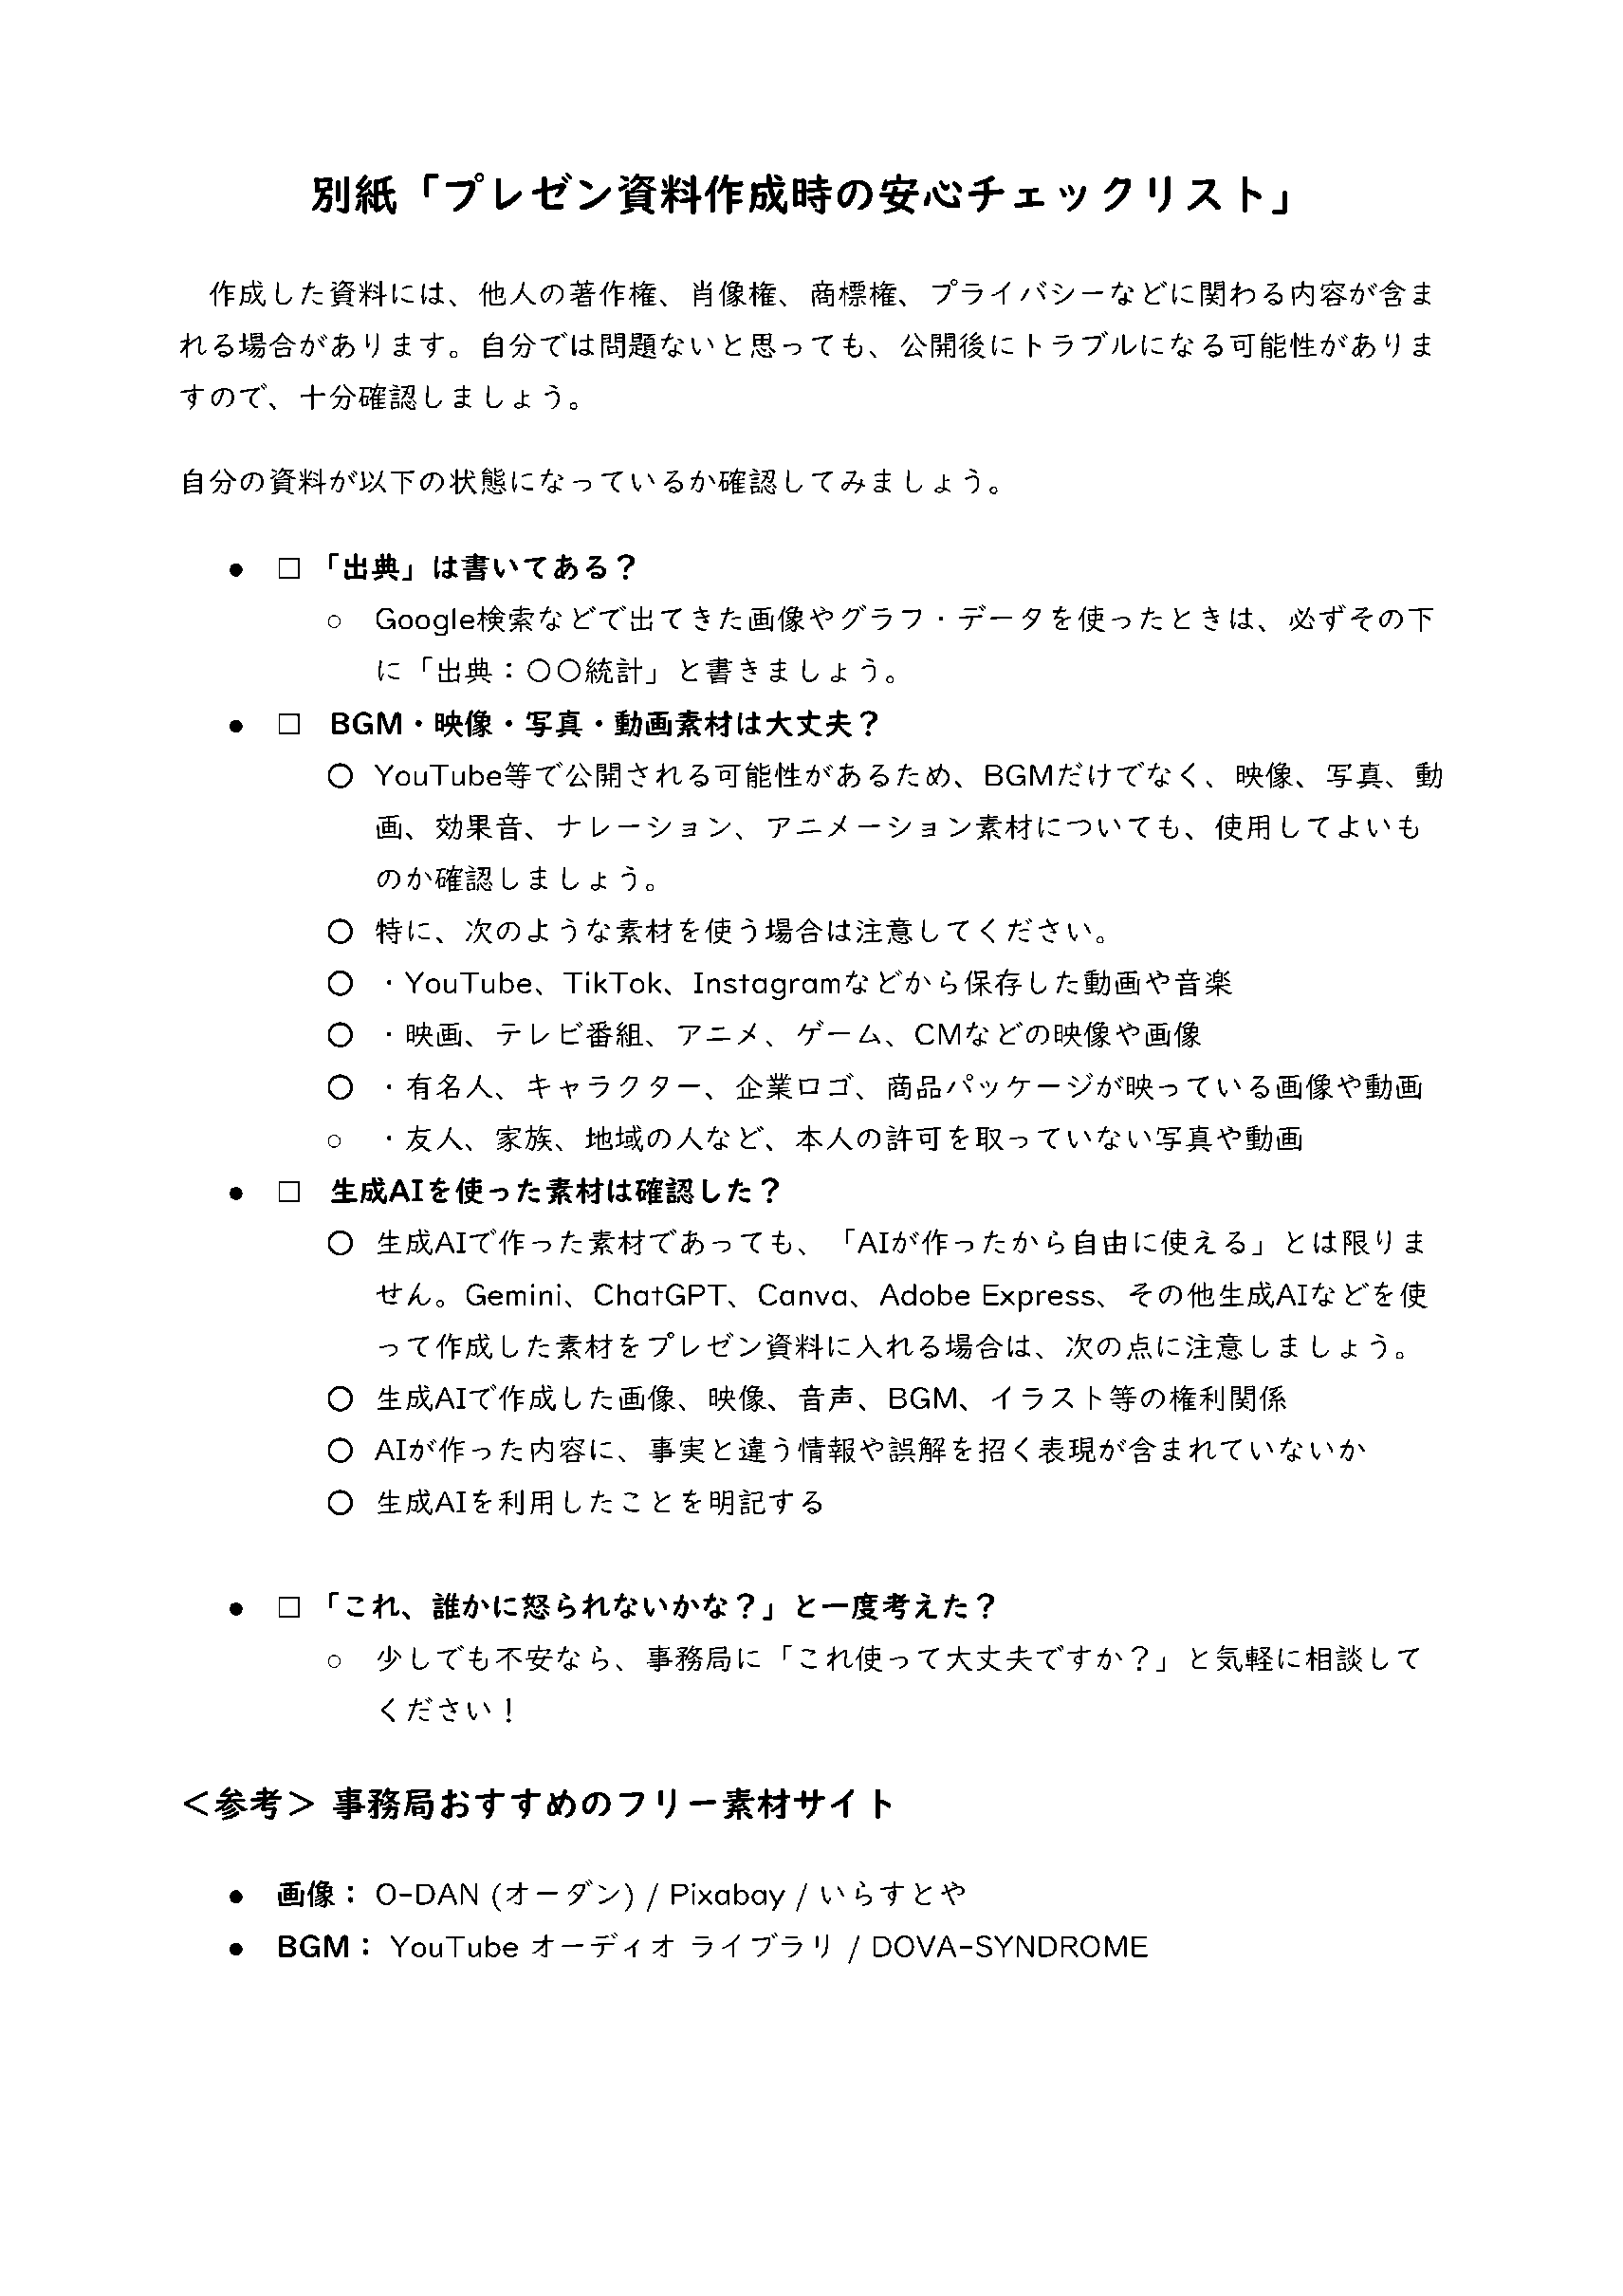 別紙「プレゼン資料作成時の安心チェックリスト」
作成した資料には、他人の著作権、肖像権、商標権、プライバシーなどに関わる内容が含ま
れる場合があります。自分では問題ないと思っても、公開後にトラブルになる可能性がありま
すので、十分確認しましょう。
自分の資料が以下の状態になっているか確認してみましょう。
● □ 「出典」は書いてある？
○ Google検索などで出てきた画像やグラフ・データを使ったときは、必ずその下
に「出典：〇〇統計」と書きましょう。
● □ BGM・映像・写真・動画素材は大丈夫？
○ YouTube等で公開される可能性があるため、BGMだけでなく、映像、写真、動
画、効果音、ナレーション、アニメーション素材についても、使用してよいも
のか確認しましょう。
○ 特に、次のような素材を使う場合は注意してください。
○ ・YouTube、TikTok、Instagramなどから保存した動画や音楽
○ ・映画、テレビ番組、アニメ、ゲーム、CMなどの映像や画像
○ ・有名人、キャラクター、企業ロゴ、商品パッケージが映っている画像や動画
○ ・友人、家族、地域の人など、本人の許可を取っていない写真や動画
● □ 生成AIを使った素材は確認した？
○ 生成AIで作った素材であっても、「AIが作ったから自由に使える」とは限りま
せん。Gemini、ChatGPT、Canva、Adobe Express、その他生成AIなどを使
って作成した素材をプレゼン資料に入れる場合は、次の点に注意しましょう。
○ 生成AIで作成した画像、映像、音声、BGM、イラスト等の権利関係
○ AIが作った内容に、事実と違う情報や誤解を招く表現が含まれていないか
○ 生成AIを利用したことを明記する
● □ 「これ、誰かに怒られないかな？」と一度考えた？
○ 少しでも不安なら、事務局に「これ使って大丈夫ですか？」と気軽に相談して
ください！
＜参考＞ 事務局おすすめのフリー素材サイト
● 画像： O-DAN (オーダン) / Pixabay / いらすとや
● BGM： YouTube オーディオ ライブラリ / DOVA-SYNDROME